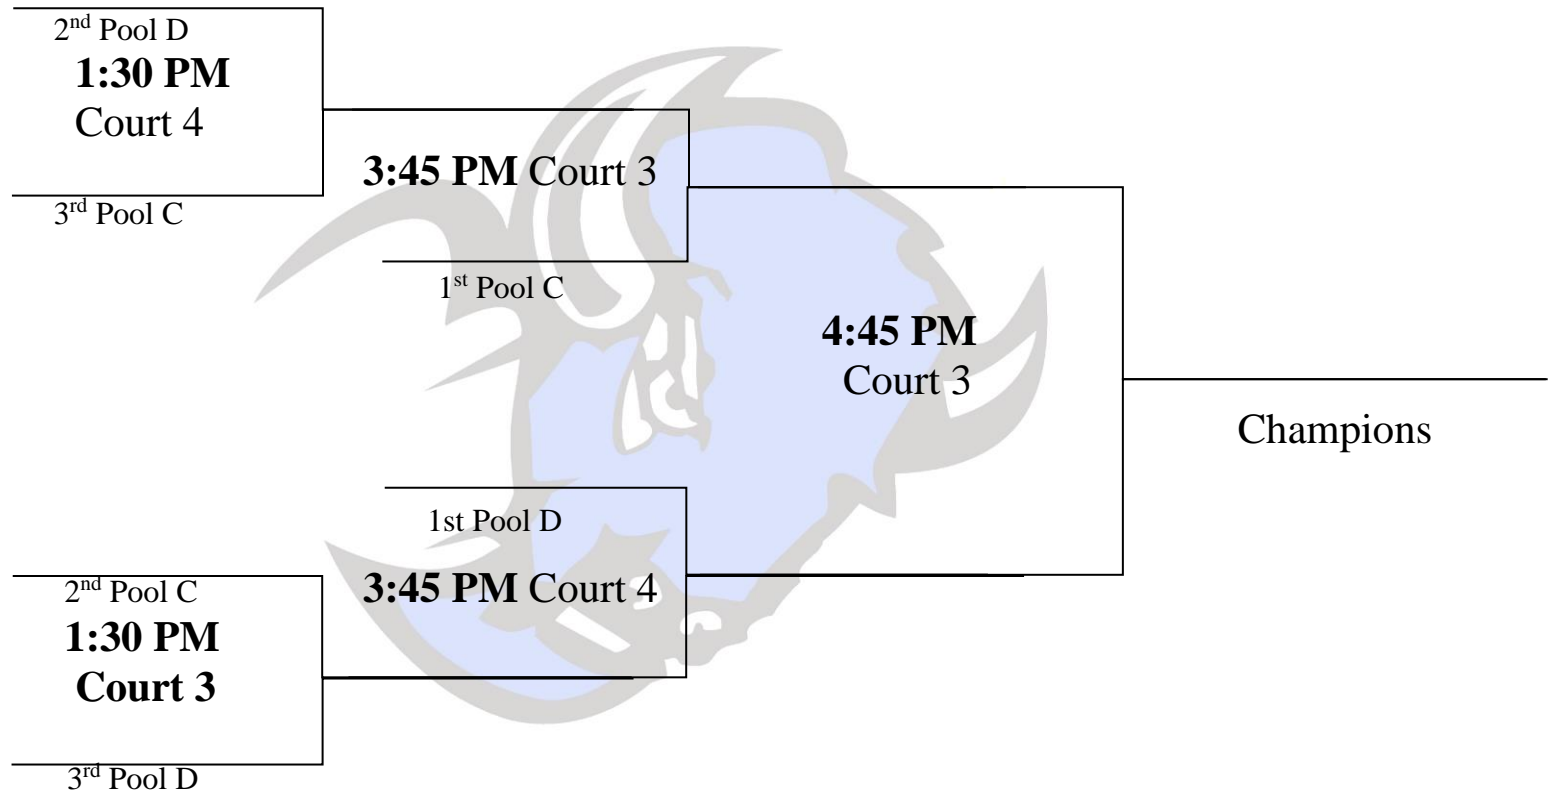 2nd Pool D
1:30 PM
Court 4
3rd Pool C
3:45 PM Court 3
1st Pool C
4:45 PM
Court 3
Champions
1st Pool D
3:45 PM Court 4
2nd Pool C
1:30 PM
Court 3
3rd Pool D